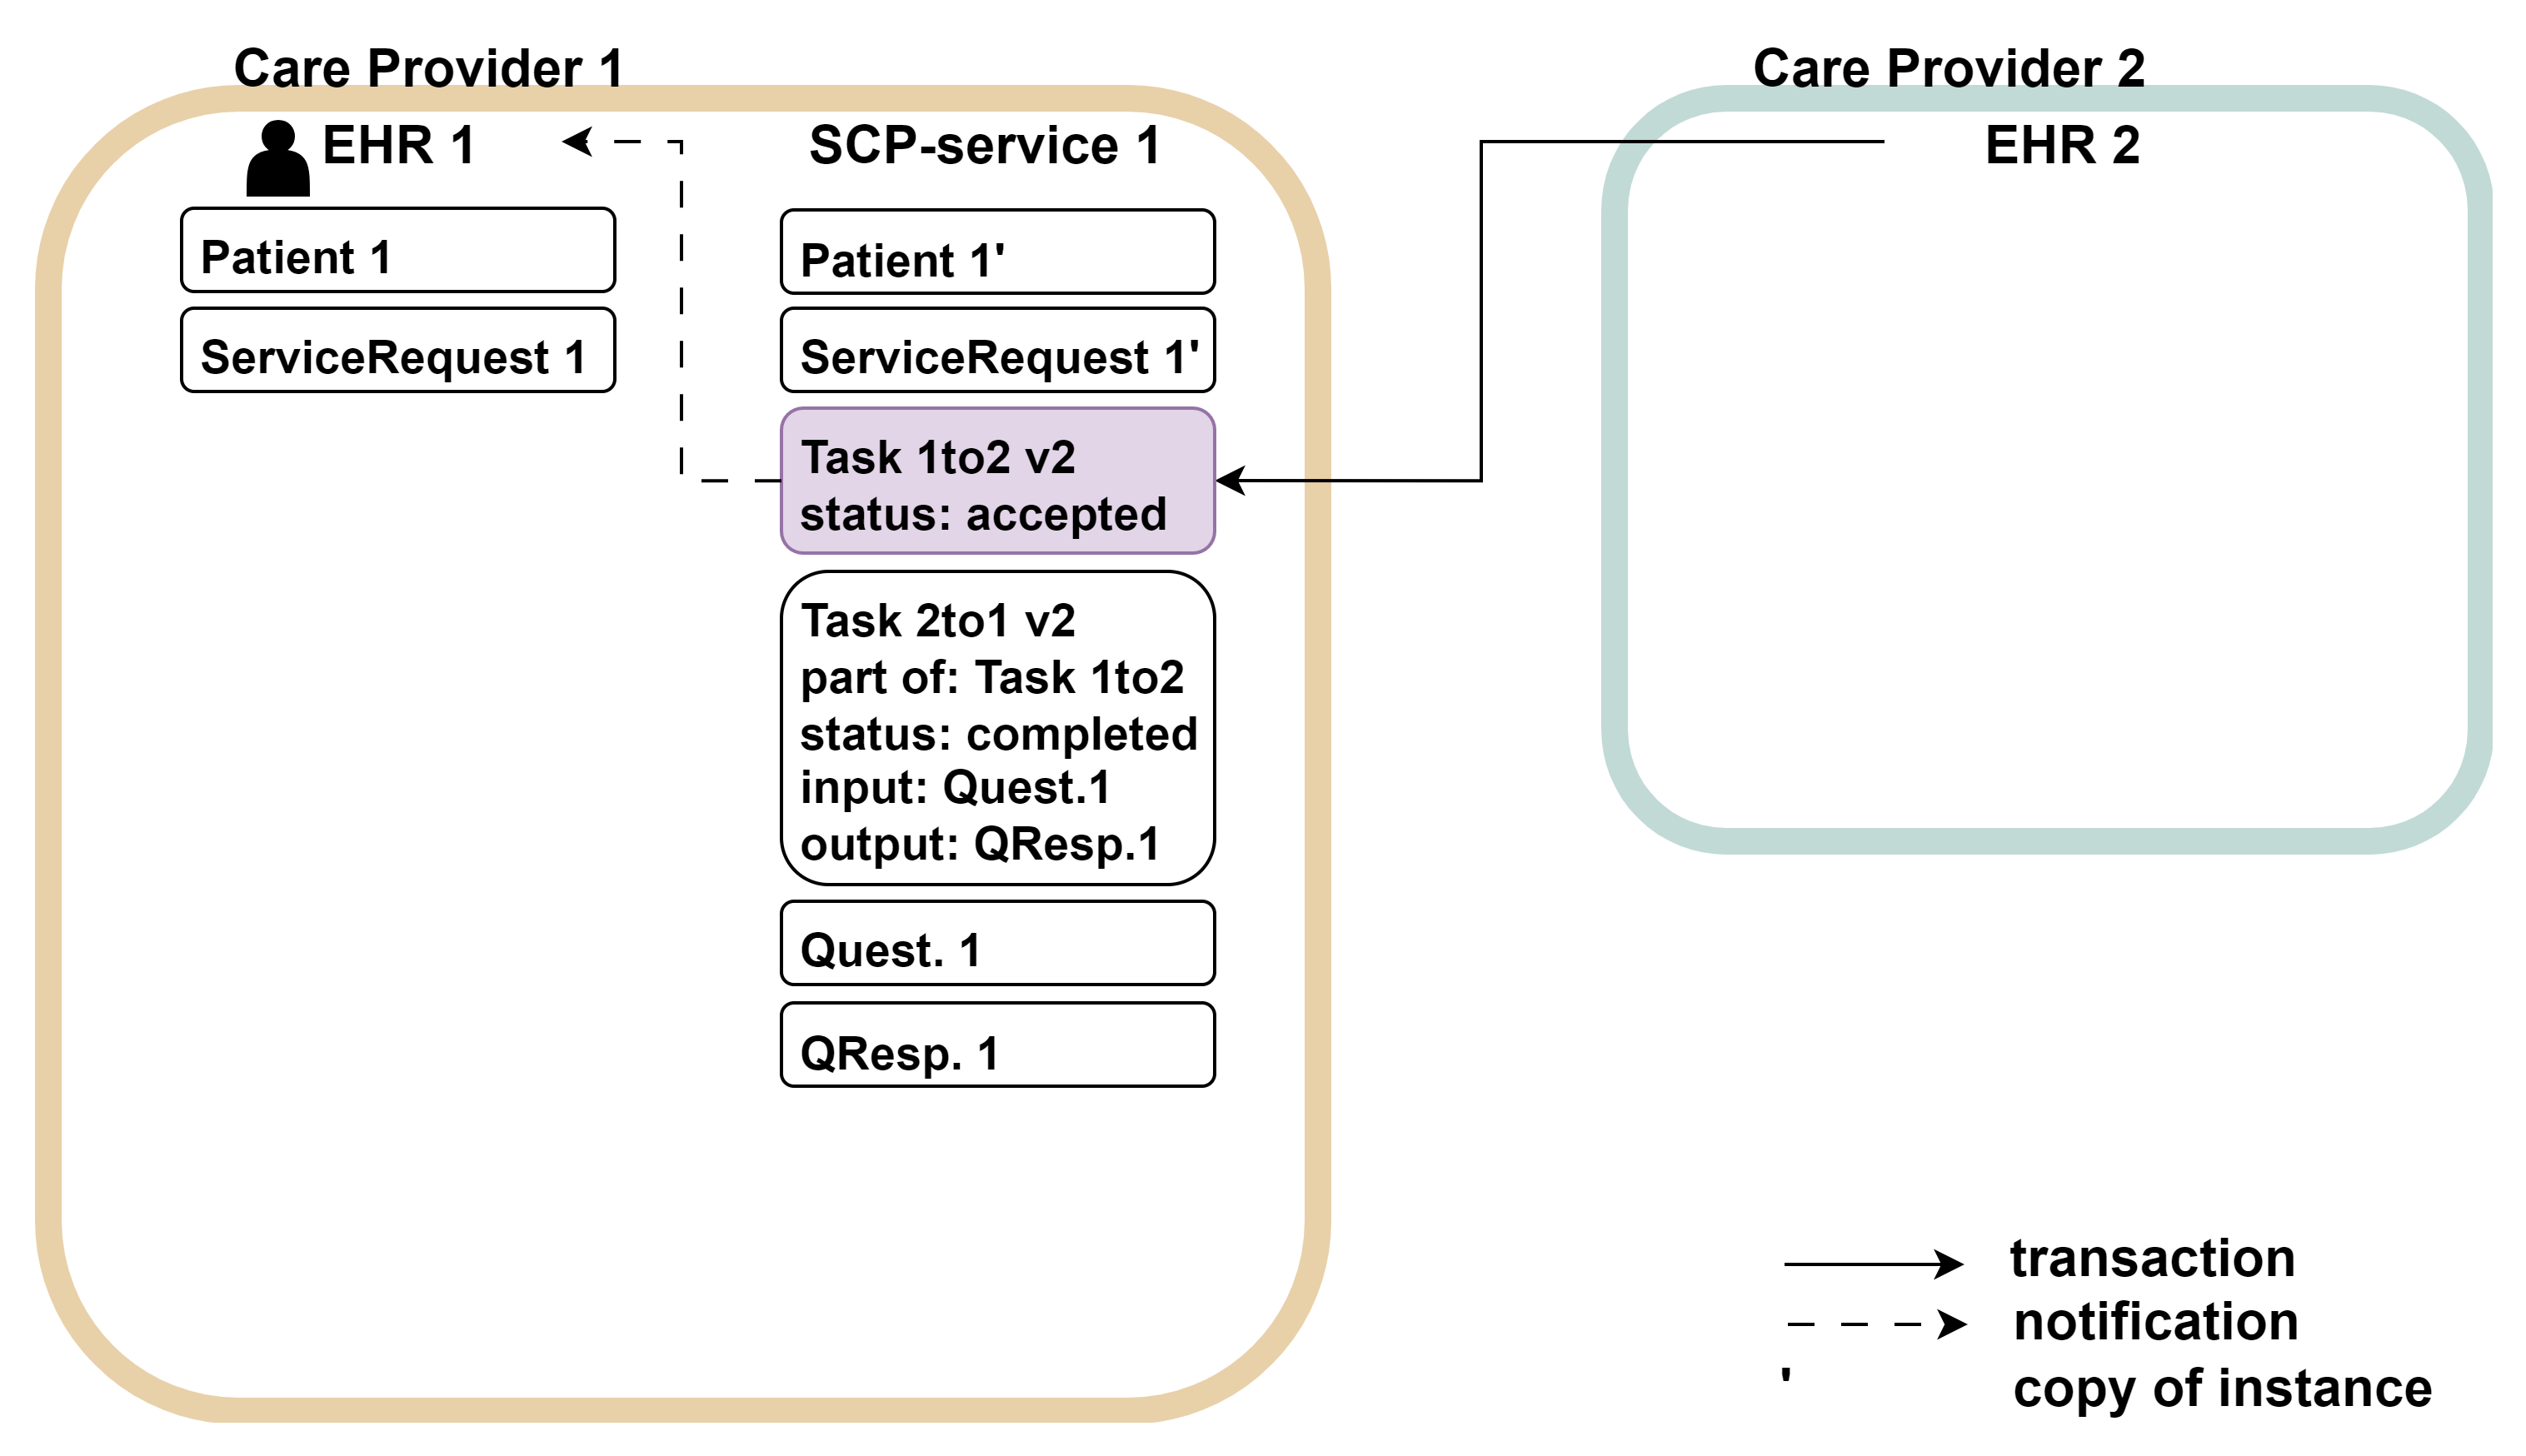 Care Provider 1
EHR 1
Patient 1
ServiceRequest 1
SCP-service 1
Patient 1'
ServiceRequest 1'
Task 1to2 v2
status: accepted
Task 2to1 v2
part of: Task 1to2
status: completed
input: Quest.1
output: QResp.1
Quest. 1
QResp. 1
Care Provider 2
EHR 2
transaction
notification
' copy of instance